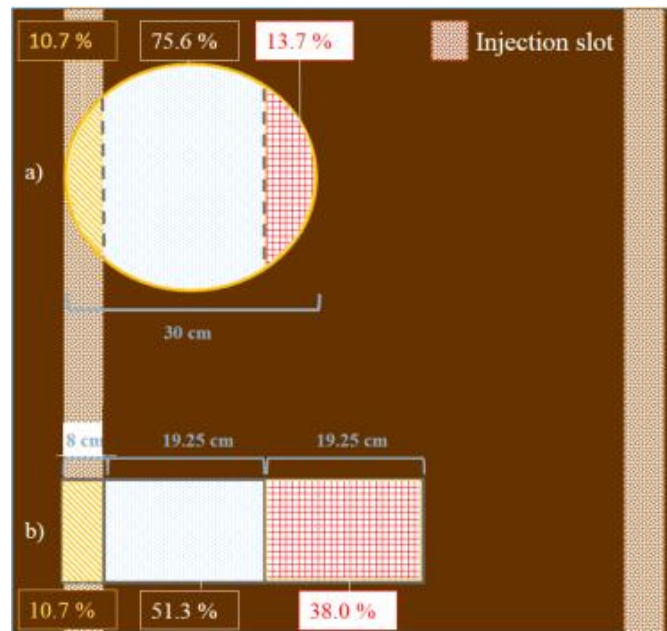 10.7 % 75.6 % 13.7 % Injection slot
a)
30 cm
8 cm 19.25 cm 19.25 cm
b)
10.7 % 51.3 % 38.0 %